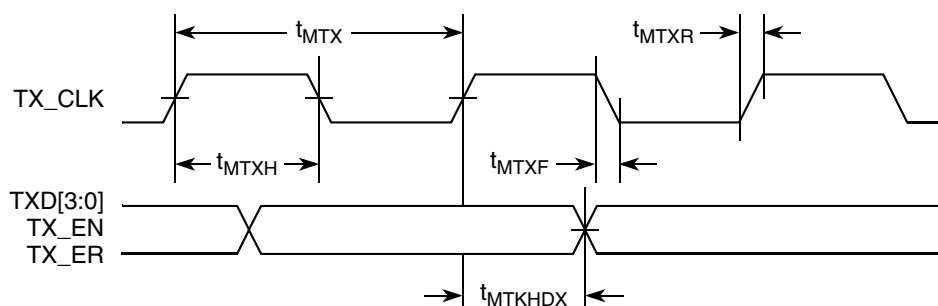 tMTX
tMTXR
TX_CLK
tMTXH
tMTXF
TXD[3:0]
TX_EN
TX_ER
tMTKHDX